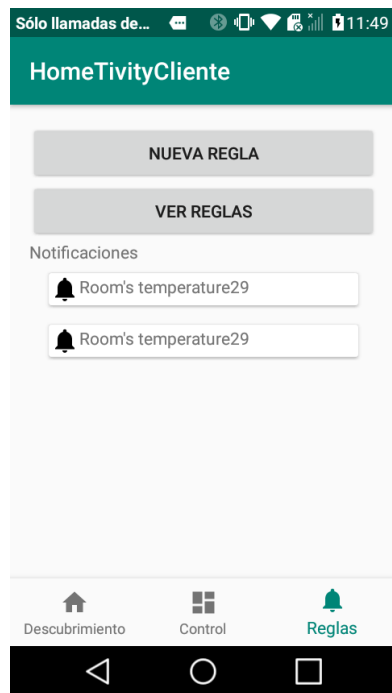 Sólo llamadas de... 11:49
HomeTivityCliente
NUEVA REGLA
VER REGLAS
Notificaciones
Room's temperature29
Room's temperature29
Descubrimiento Control Reglas